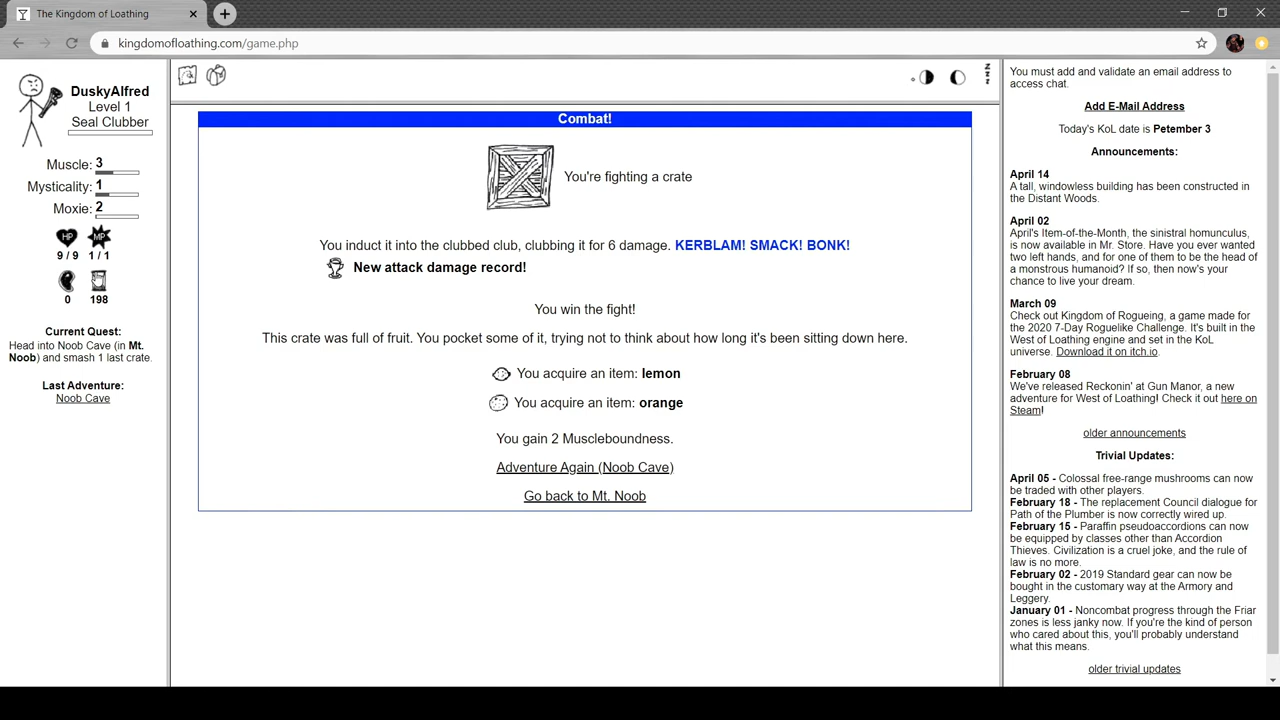 The Kingdom of Loathing
kingdomofloathing.com/game.php
DuskyAlfred
Level 1
Seal Clubber
Muscle: 3
Mysticality: 1
Moxie: 2
HP
MP
9 / 9
1 / 1
0
198
Current Quest:
Head into Noob Cave (in Mt.
Noob) and smash 1 last crate.
Last Adventure:
Noob Cave
Combat!
You're fighting a crate
You induct it into the clubbed club, clubbing it for 6 damage. KERBLAM! SMACK! BONK!
New attack damage record!
You win the fight!
This crate was full of fruit. You pocket some of it, trying not to think about how long it's been sitting down here.
You acquire an item: lemon
You acquire an item: orange
You gain 2 Muscleboundness.
Adventure Again (Noob Cave)
Go back to Mt. Noob
You must add and validate an email address to
access chat.
Add E-Mail Address
Today's KoL date is Petember 3
Announcements:
April 14
A tall, windowless building has been constructed in
the Distant Woods.
April 02
April's Item-of-the-Month, the sinistral homunculus,
is now available in Mr. Store. Have you ever wanted
two left hands, and for one of them to be the head of
a monstrous humanoid? If so, then now's your
chance to live your dream.
March 09
Check out Kingdom of Rogueing, a game made for
the 2020 7-Day Roguelike Challenge. It's built in the
West of Loathing engine and set in the KoL
universe. Download it on itch.io.
February 08
We've released Reckonin' at Gun Manor, a new
adventure for West of Loathing! Check it out here on
Steam!
older announcements
Trivial Updates:
April 05 - Colossal free-range mushrooms can now
be traded with other players.
February 18 - The replacement Council dialogue for
Path of the Plumber is now correctly wired up.
February 15 - Paraffin pseudoaccordions can now
be equipped by classes other than Accordion
Thieves. Civilization is a cruel joke, and the rule of
law is no more.
February 02 - 2019 Standard gear can now be
bought in the customary way at the Armory and
Leggery.
January 01 - Noncombat progress through the Friar
zones is less janky now. If you're the kind of person
who cared about this, you'll probably understand
what this means.
older trivial updates